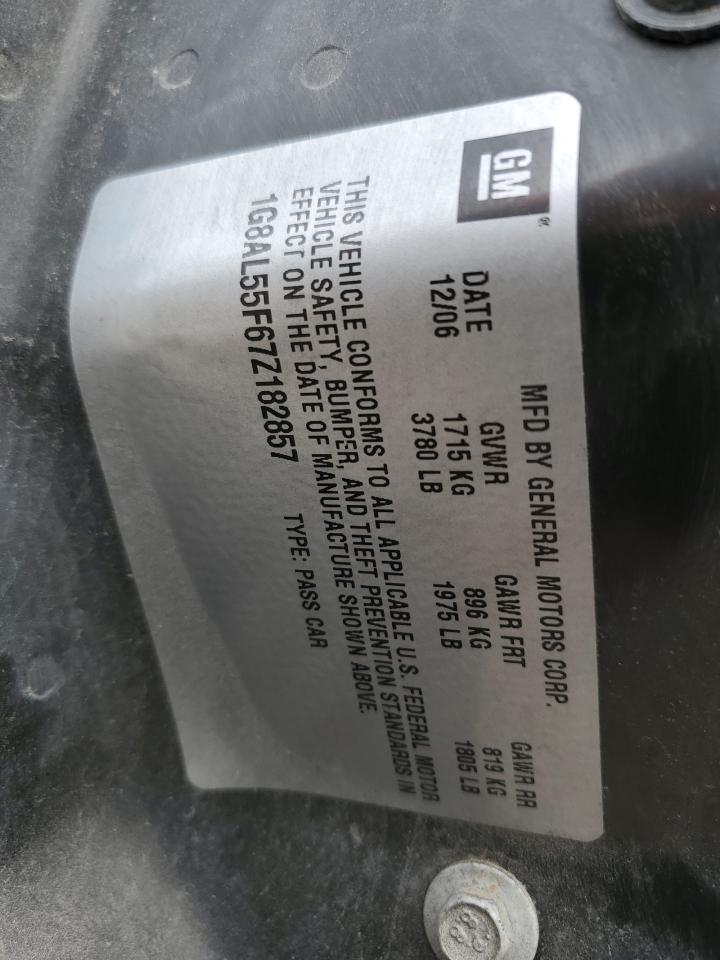 GM®
MFD BY GENERAL MOTORS CORP.
DATE GVWR GAWR FRT GAWR RR
12/06 1715 KG 896 KG 819 KG
3780 LB 1975 LB 1805 LB
THIS VEHICLE CONFORMS TO ALL APPLICABLE U.S. FEDERAL MOTOR
VEHICLE SAFETY, BUMPER, AND THEFT PREVENTION STANDARDS IN
EFFECT ON THE DATE OF MANUFACTURE SHOWN ABOVE.
1G8AL55F67Z182857 TYPE: PASS CAR